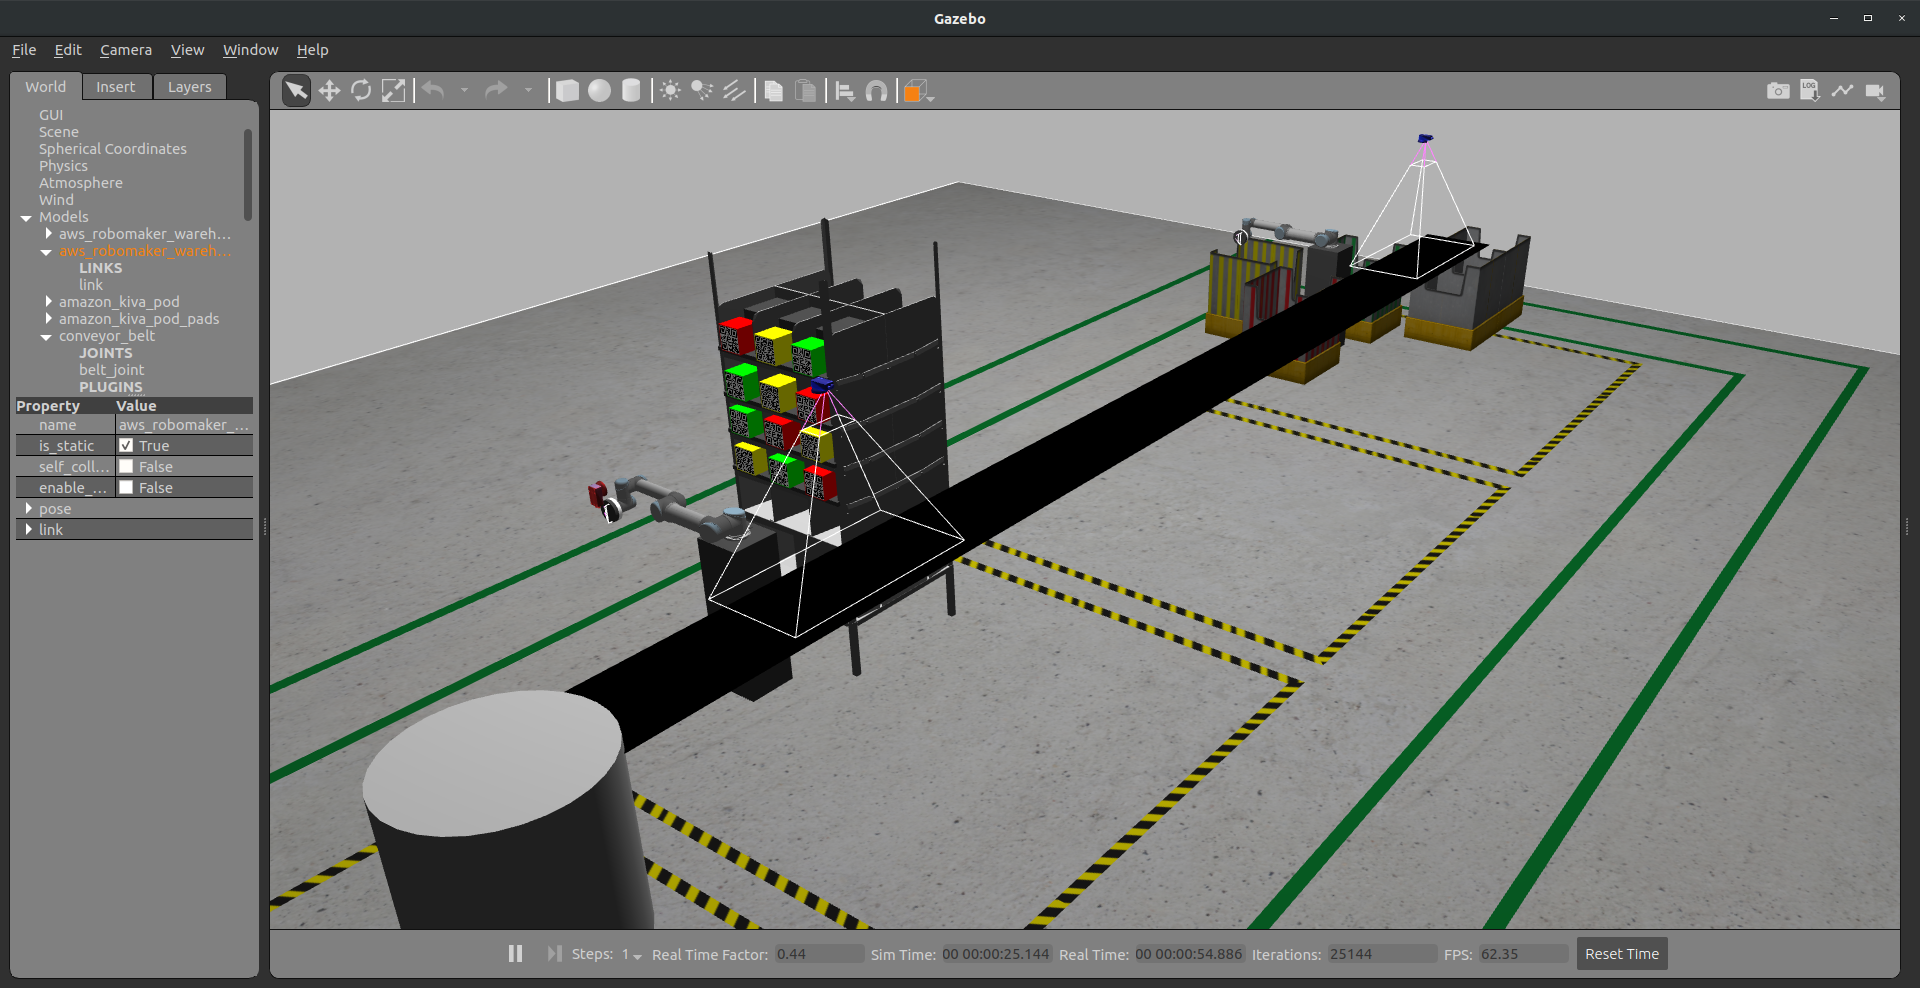 Gazebo
File Edit Camera View Window Help
World Insert Layers
GUI
Scene
Spherical Coordinates
Physics
Atmosphere
Wind
Models
aws_robomaker_wareh...
aws_robomaker_wareh...
LINKS
link
amazon_kiva_pod
amazon_kiva_pod_pads
conveyor_belt
JOINTS
belt_joint
PLUGINS
Property Value
name aws_robomaker_...
is_static True
self_coll... False
enable_... False
pose
link
LOG
Steps: 1 Real Time Factor: 0.44 Sim Time: 00 00:00:25.144 Real Time: 00 00:00:54.886 Iterations: 25144 FPS: 62.35 Reset Time